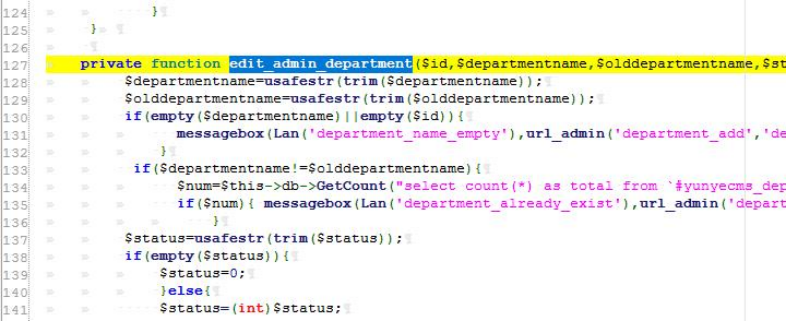 124 }
125 }
126
127 private function edit_admin_department($id,$departmentname,$olddepartmentname,$st
128 $departmentname=usafestr(trim($departmentname));
129 $olddepartmentname=usafestr(trim($olddepartmentname));
130 if(empty($departmentname)||empty($id)){
131 messagebox(Lan('department_name_empty'),url_admin('department_add','de
132 }
133 if($departmentname!=$olddepartmentname){
134 $num=$this->db->GetCount("select count(*) as total from `#yunyecms_dep
135 if($num){ messagebox(Lan('department_already_exist'),url_admin('depart
136 }
137 $status=usafestr(trim($status));
138 if(empty($status)){
139 $status=0;
140 }else{
141 $status=(int)$status;